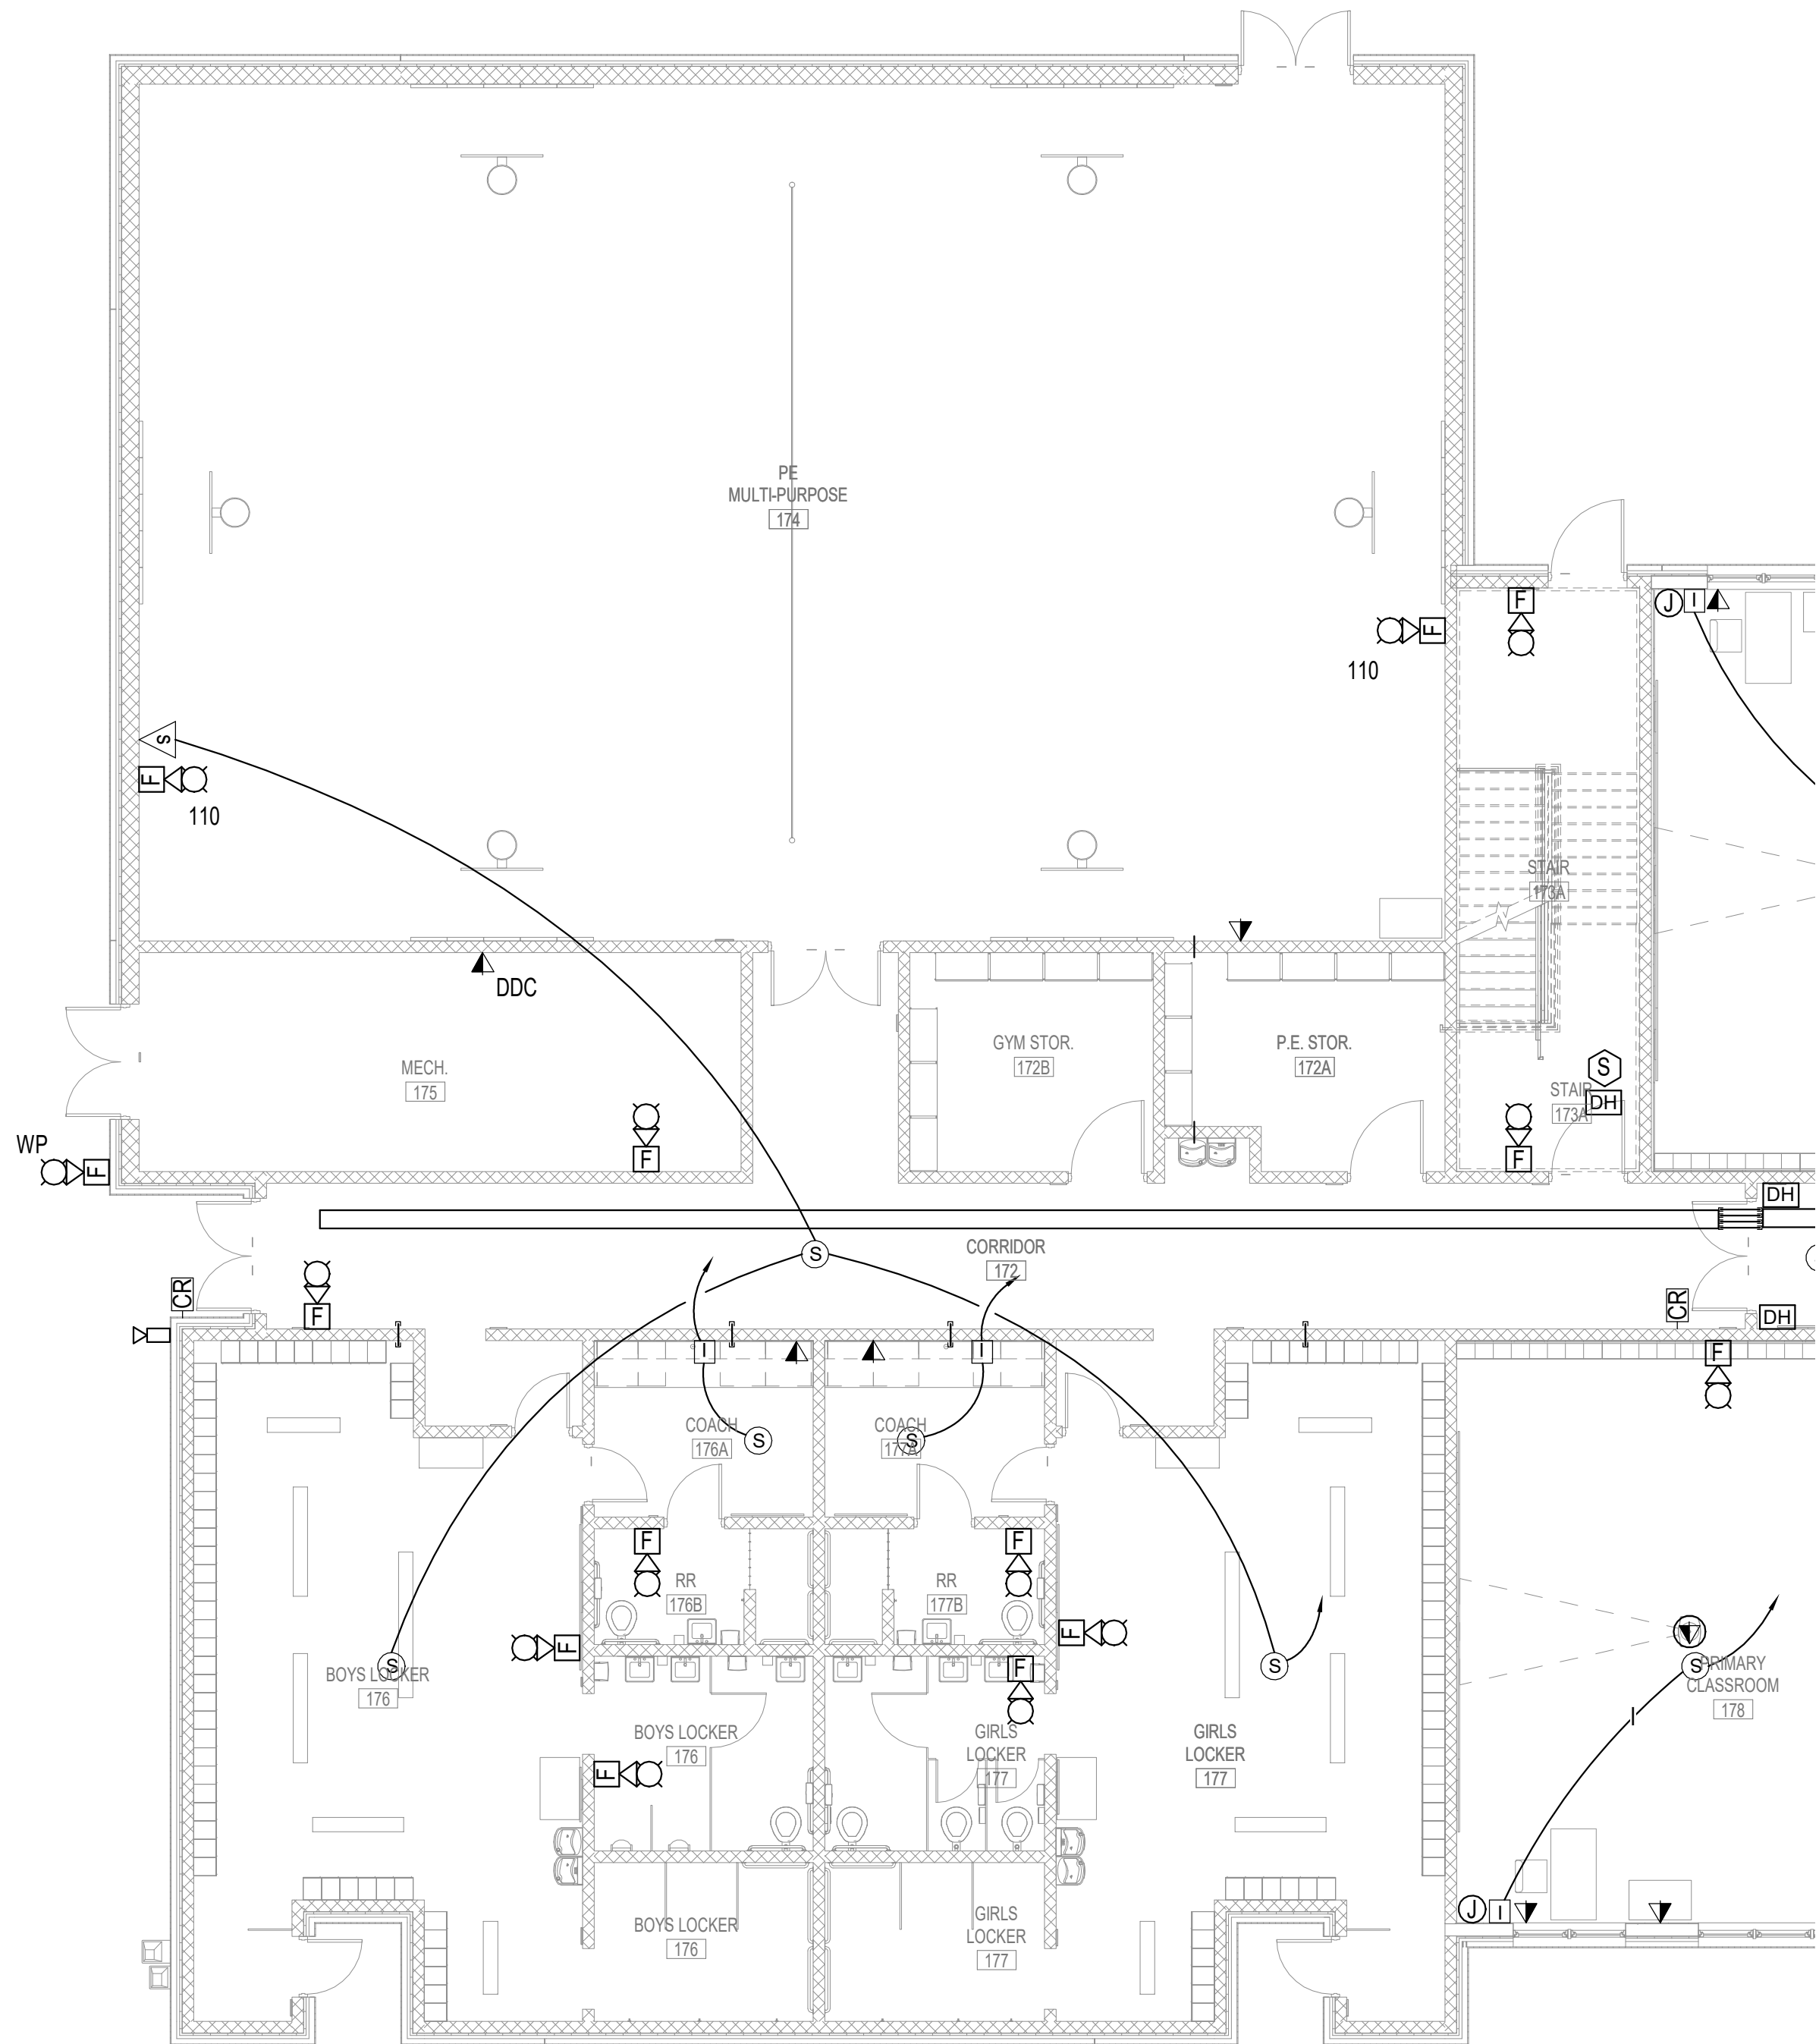 PE
MULTI-PURPOSE
174
F
J
I
F
110
S
F
110
STAIR
173A
DDC
GYM STOR.
172B
P.E. STOR.
172A
MECH.
175
S
STAIR
173A
DH
WP
F
F
F
DH
S
CORRIDOR
172
CR
F
CR
DH
I
I
F
COACH
176A
S
COACH
177A
S
F
F
RR
176B
RR
177B
F
F
BOYS LOCKER
176
S
F
S
S
PRIMARY
CLASSROOM
178
I
BOYS LOCKER
176
GIRLS
LOCKER
177
GIRLS
LOCKER
177
F
J
I
BOYS LOCKER
176
GIRLS
LOCKER
177